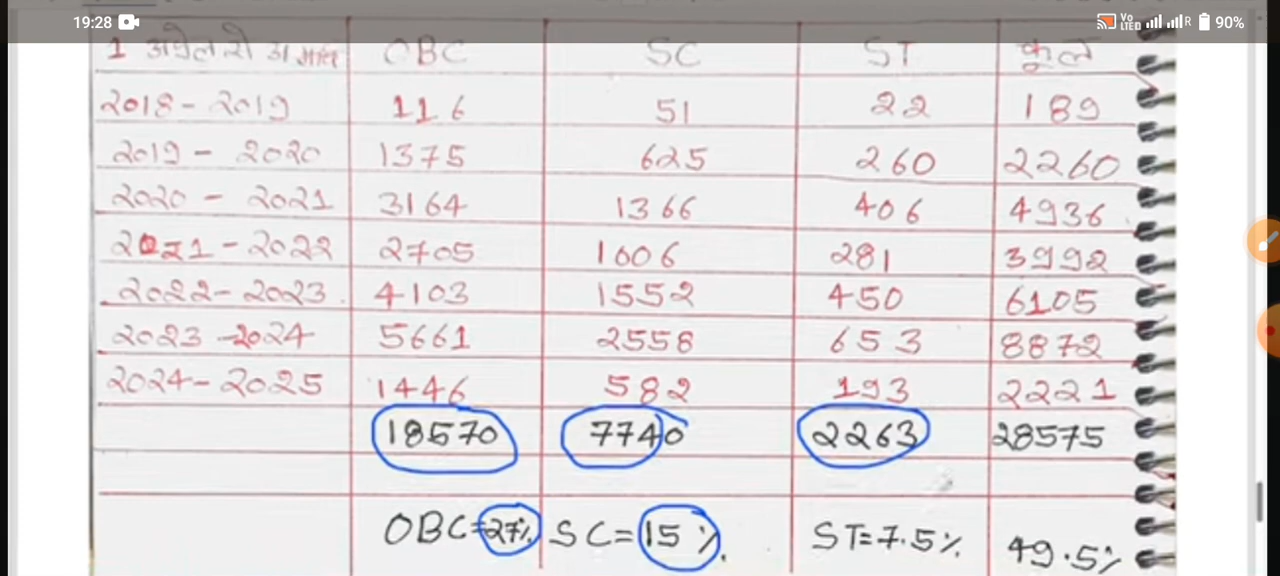 19:28 Vo LTED R 90%
1 अप्रैल से अगस्त OBC SC ST कुल
2018-2019 116 51 22 189
2019-2020 1375 625 260 2260
2020-2021 3164 1366 406 4936
2021-2022 2705 1006 281 3992
2022-2023 4103 1552 450 6105
2023-2024 5661 2558 653 8872
2024-2025 1446 582 193 2221
18570 7740 2263 28575
OBC=27% SC=15% ST=7.5% 49.5%